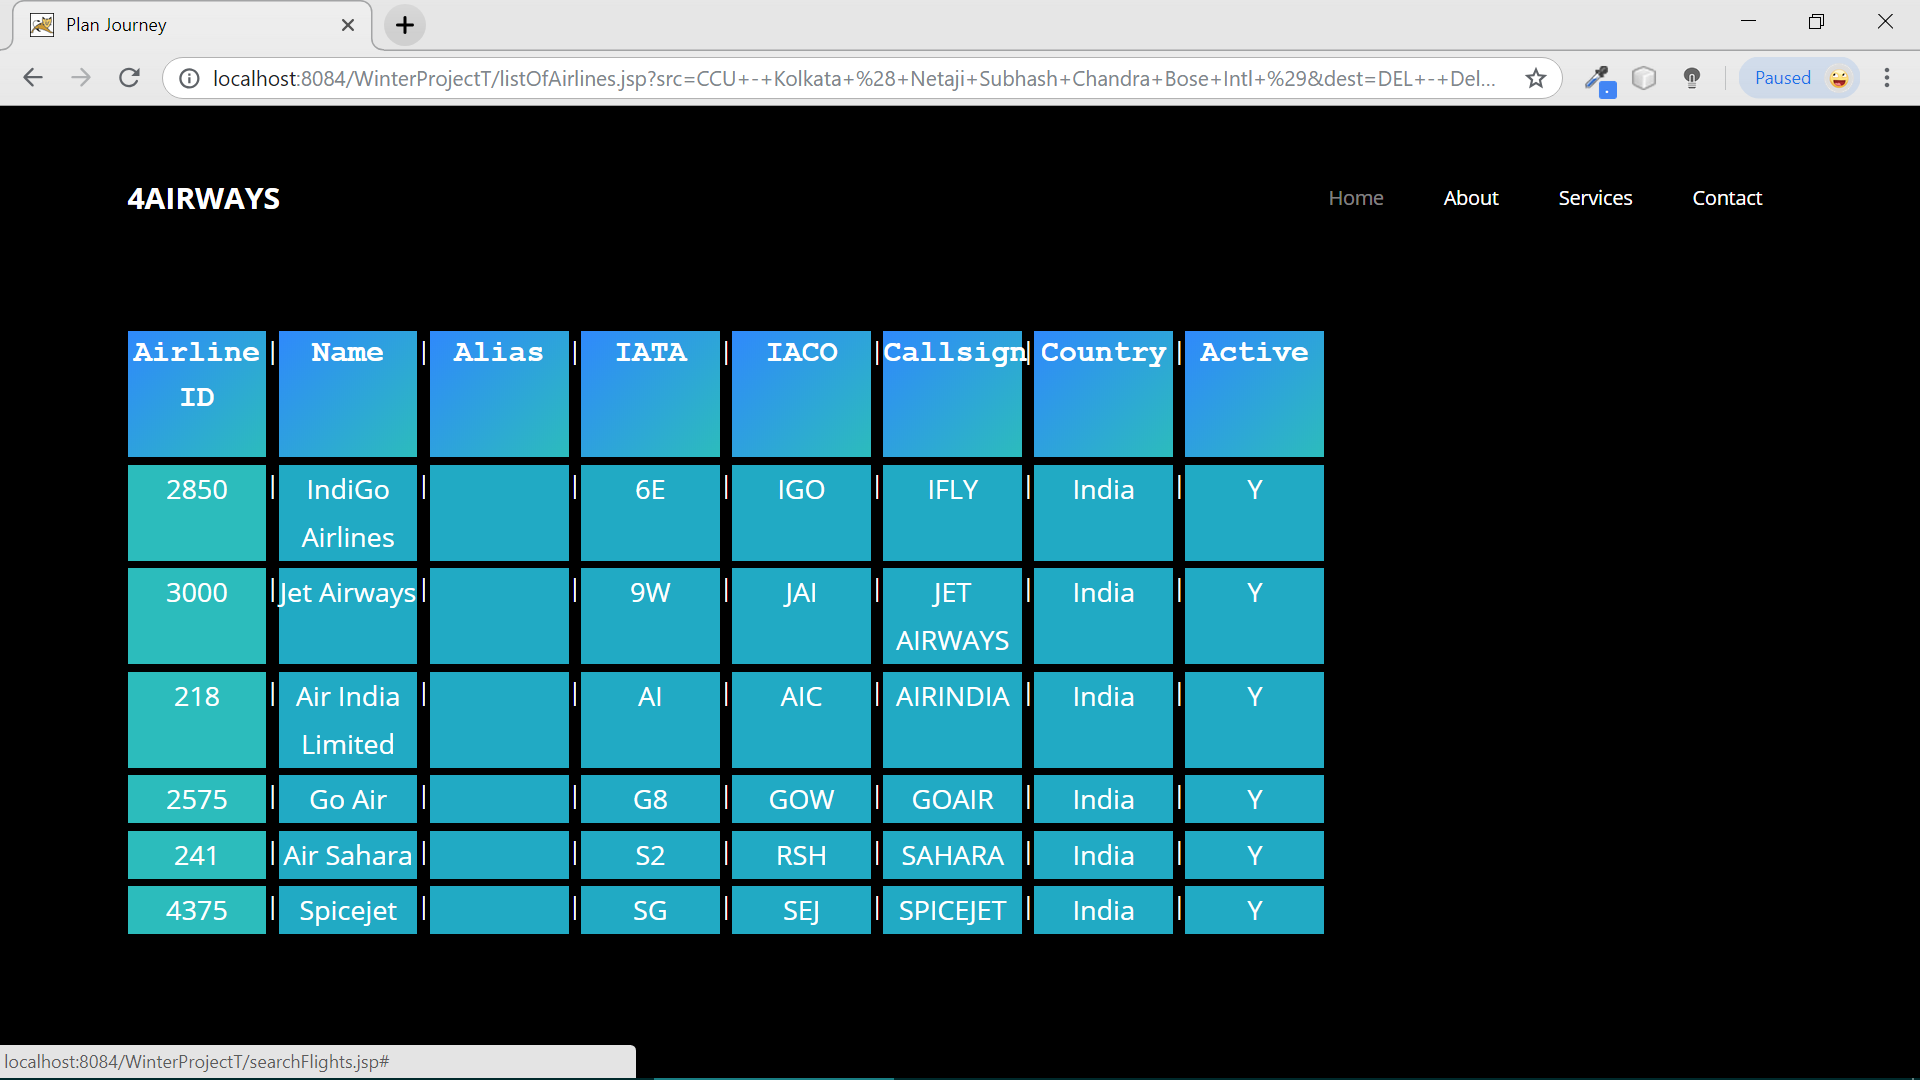 Plan Journey
localhost:8084/WinterProjectT/listOfAirlines.jsp?src=CCU+-+Kolkata+%28+Netaji+Subhash+Chandra+Bose+Intl+%29&dest=DEL+-+Del...
Paused
4AIRWAYS
Home About Services Contact
Airline | Name | Alias | IATA | IACO | Callsign | Country | Active
ID
2850 | IndiGo | | 6E | IGO | IFLY | India | Y
Airlines
3000 | Jet Airways | | 9W | JAI | JET | India | Y
AIRWAYS
218 | Air India | | AI | AIC | AIRINDIA | India | Y
Limited
2575 | Go Air | | G8 | GOW | GOAIR | India | Y
241 | Air Sahara | | S2 | RSH | SAHARA | India | Y
4375 | Spicejet | | SG | SEJ | SPICEJET | India | Y
localhost:8084/WinterProjectT/searchFlights.jsp#